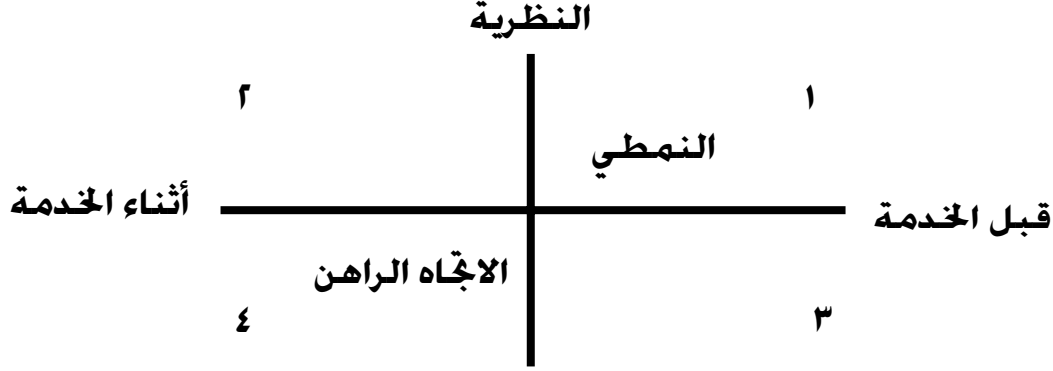 النظرية
١
٢
النمطي
قبل الخدمة
أثناء الخدمة
الاتجاه الراهن
٣
٤